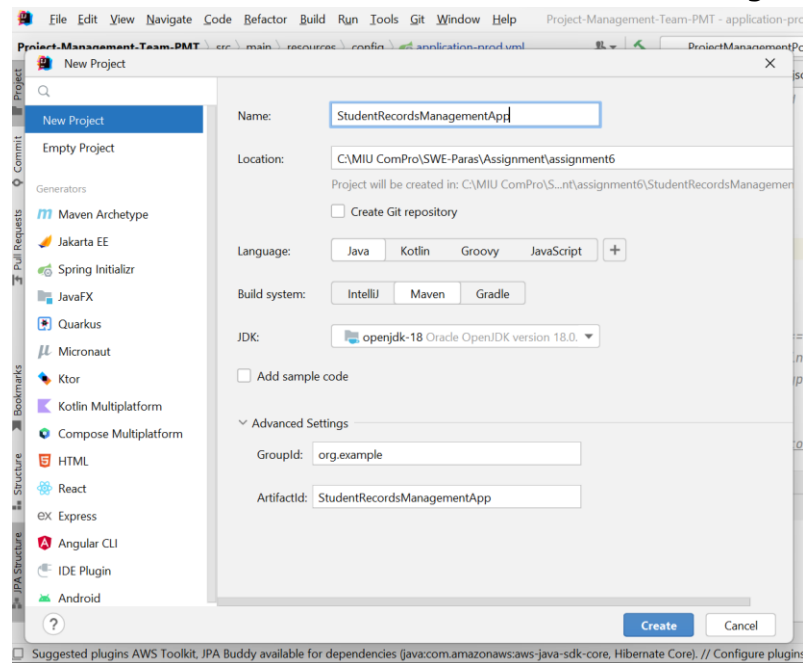 File Edit View Navigate Code Refactor Build Run Tools Git Window Help Project-Management-Team-PMT - application-pro
Project-Management-Team-PMT src main resources config application-prod.yml ProjectManagementPo
New Project
New Project
Empty Project
Generators
Maven Archetype
Jakarta EE
Spring Initializr
JavaFX
Quarkus
Micronaut
Ktor
Kotlin Multiplatform
Compose Multiplatform
HTML
React
ex Express
Angular CLI
IDE Plugin
Android
Name: StudentRecordsManagementApp
Location: C:\MIU ComPro\SWE-Paras\Assignment\assignment6
Project will be created in: C:\MIU ComPro\S...nt\assignment6\StudentRecordsManagemen
Create Git repository
Language: Java Kotlin Groovy JavaScript +
Build system: IntelliJ Maven Gradle
JDK: openjdk-18 Oracle OpenJDK version 18.0.
Add sample code
Advanced Settings
GroupId: org.example
ArtifactId: StudentRecordsManagementApp
? Create Cancel
Project
Commit
Pull Requests
Bookmarks
Structure
JPA Structure
Suggested plugins AWS Toolkit, JPA Buddy available for dependencies (java:com.amazonaws:aws-java-sdk-core, Hibernate Core). // Configure plugins